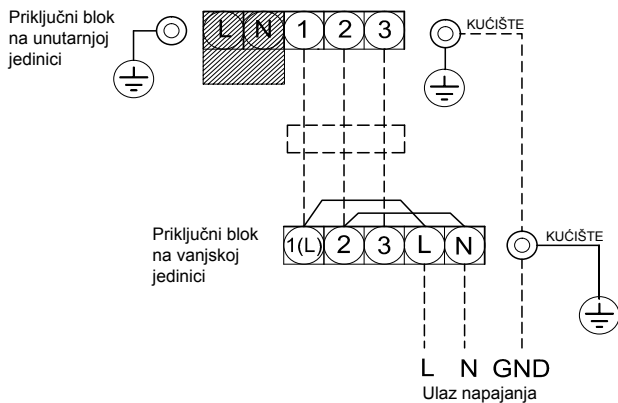 Priključni blok
na unutarnjoj
jedinici
L N 1 2 3
KUĆIŠTE
Priključni blok
na vanjskoj
jedinici
1(L) 2 3 L N
KUĆIŠTE
L N GND
Ulaz napajanja